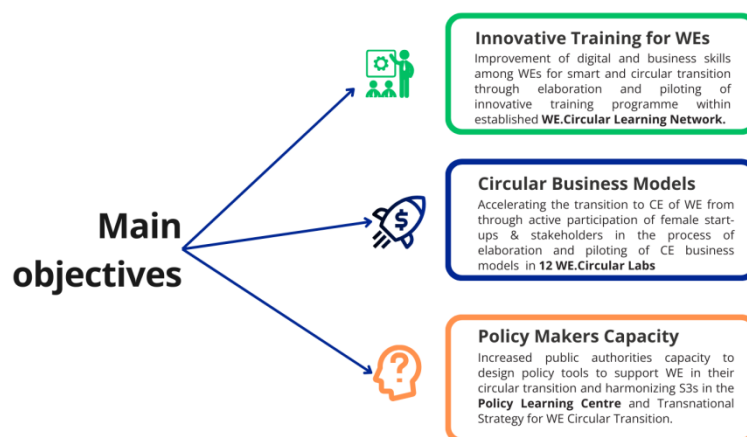 Main
objectives
Innovative Training for WEs
Improvement of digital and business skills
among WEs for smart and circular transition
through elaboration and piloting of
innovative training programme within
established WE.Circular Learning Network.
$
Circular Business Models
Accelerating the transition to CE of WE from
through active participation of female start-
ups & stakeholders in the process of
elaboration and piloting of CE business
models in 12 WE.Circular Labs
?
Policy Makers Capacity
Increased public authorities capacity to
design policy tools to support WE in their
circular transition and harmonizing S3s in the
Policy Learning Centre and Transnational
Strategy for WE Circular Transition.